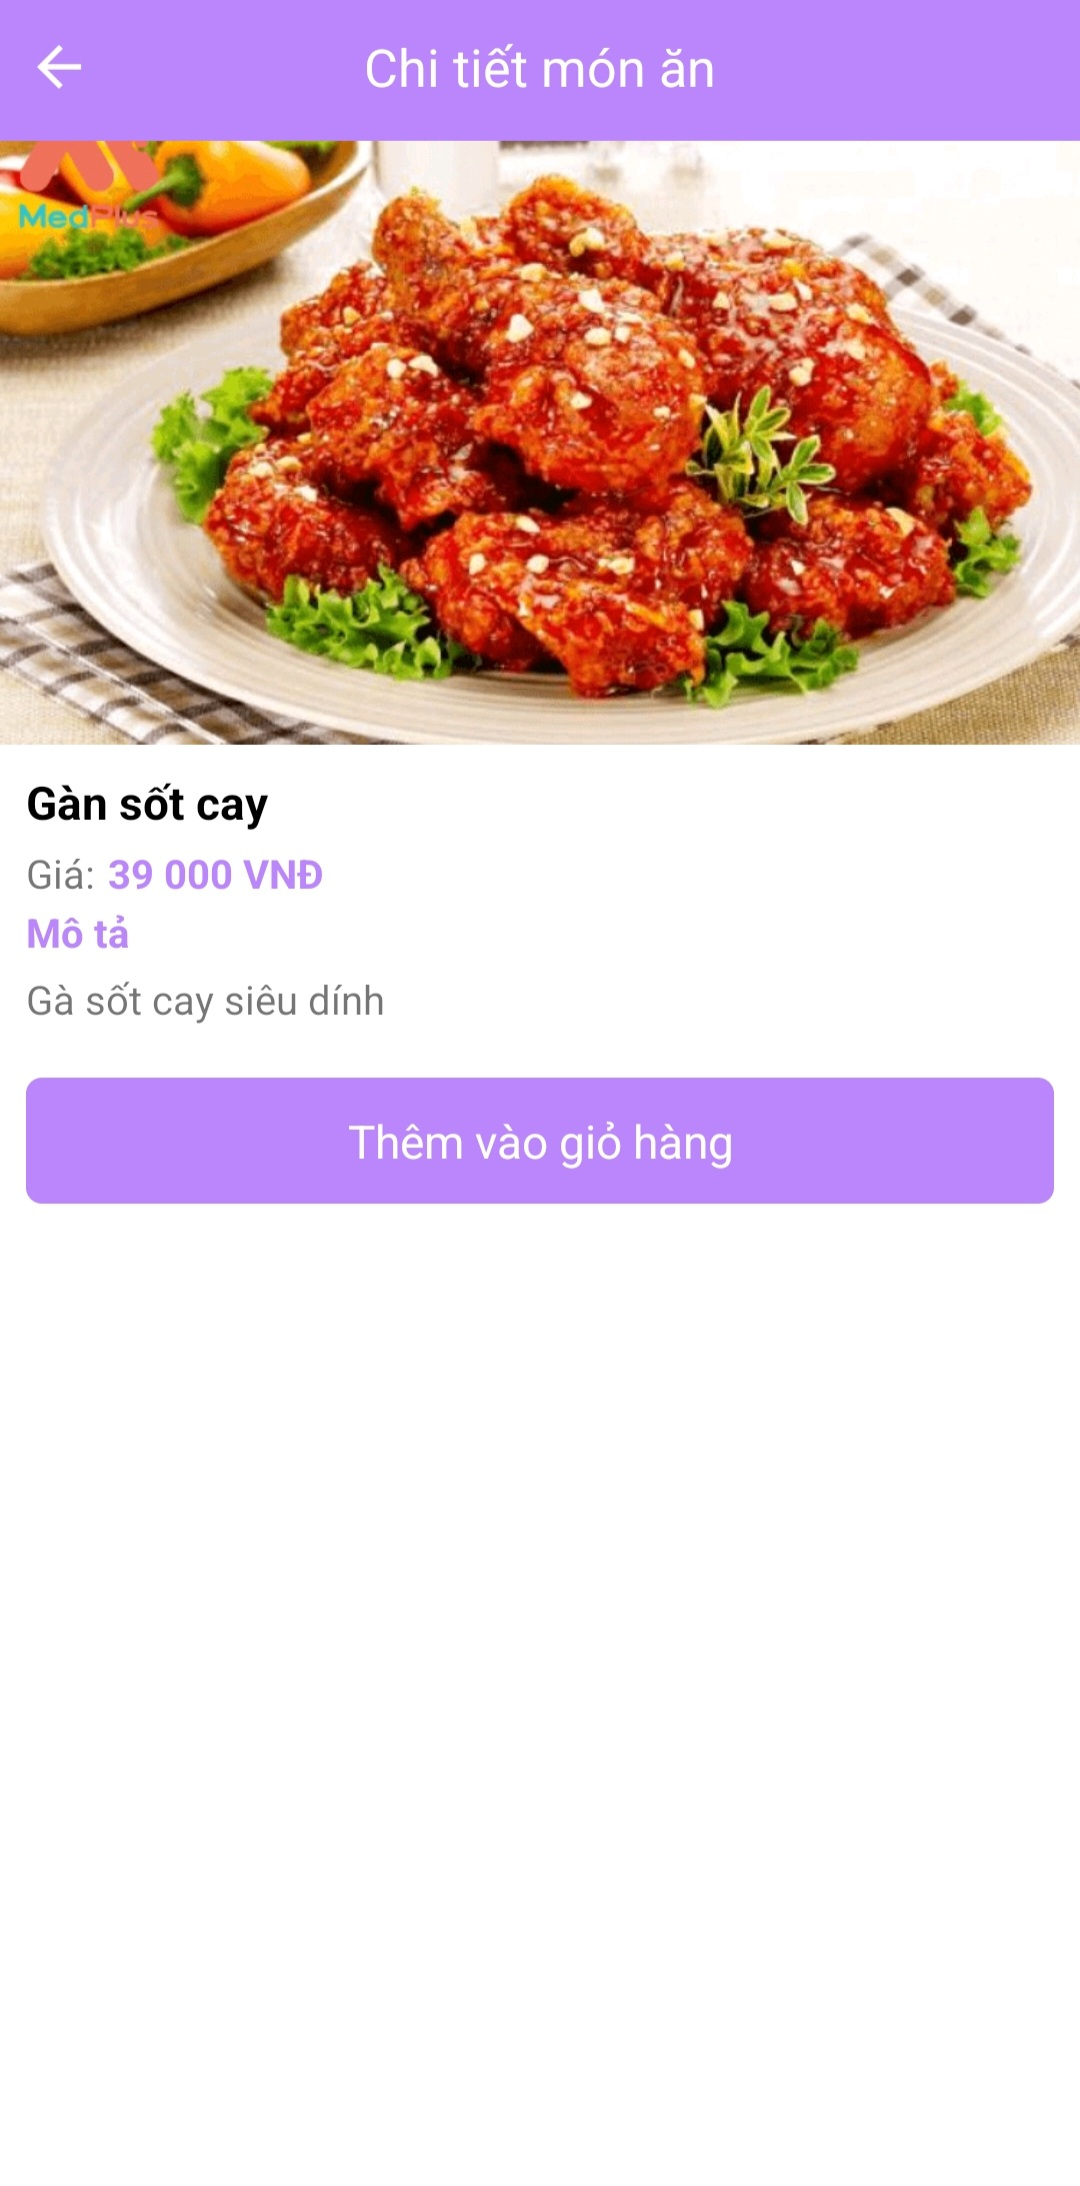 Chi tiết món ăn
MedPlus
Gàn sốt cay
Giá: 39 000 VNĐ
Mô tả
Gà sốt cay siêu dính
Thêm vào giỏ hàng